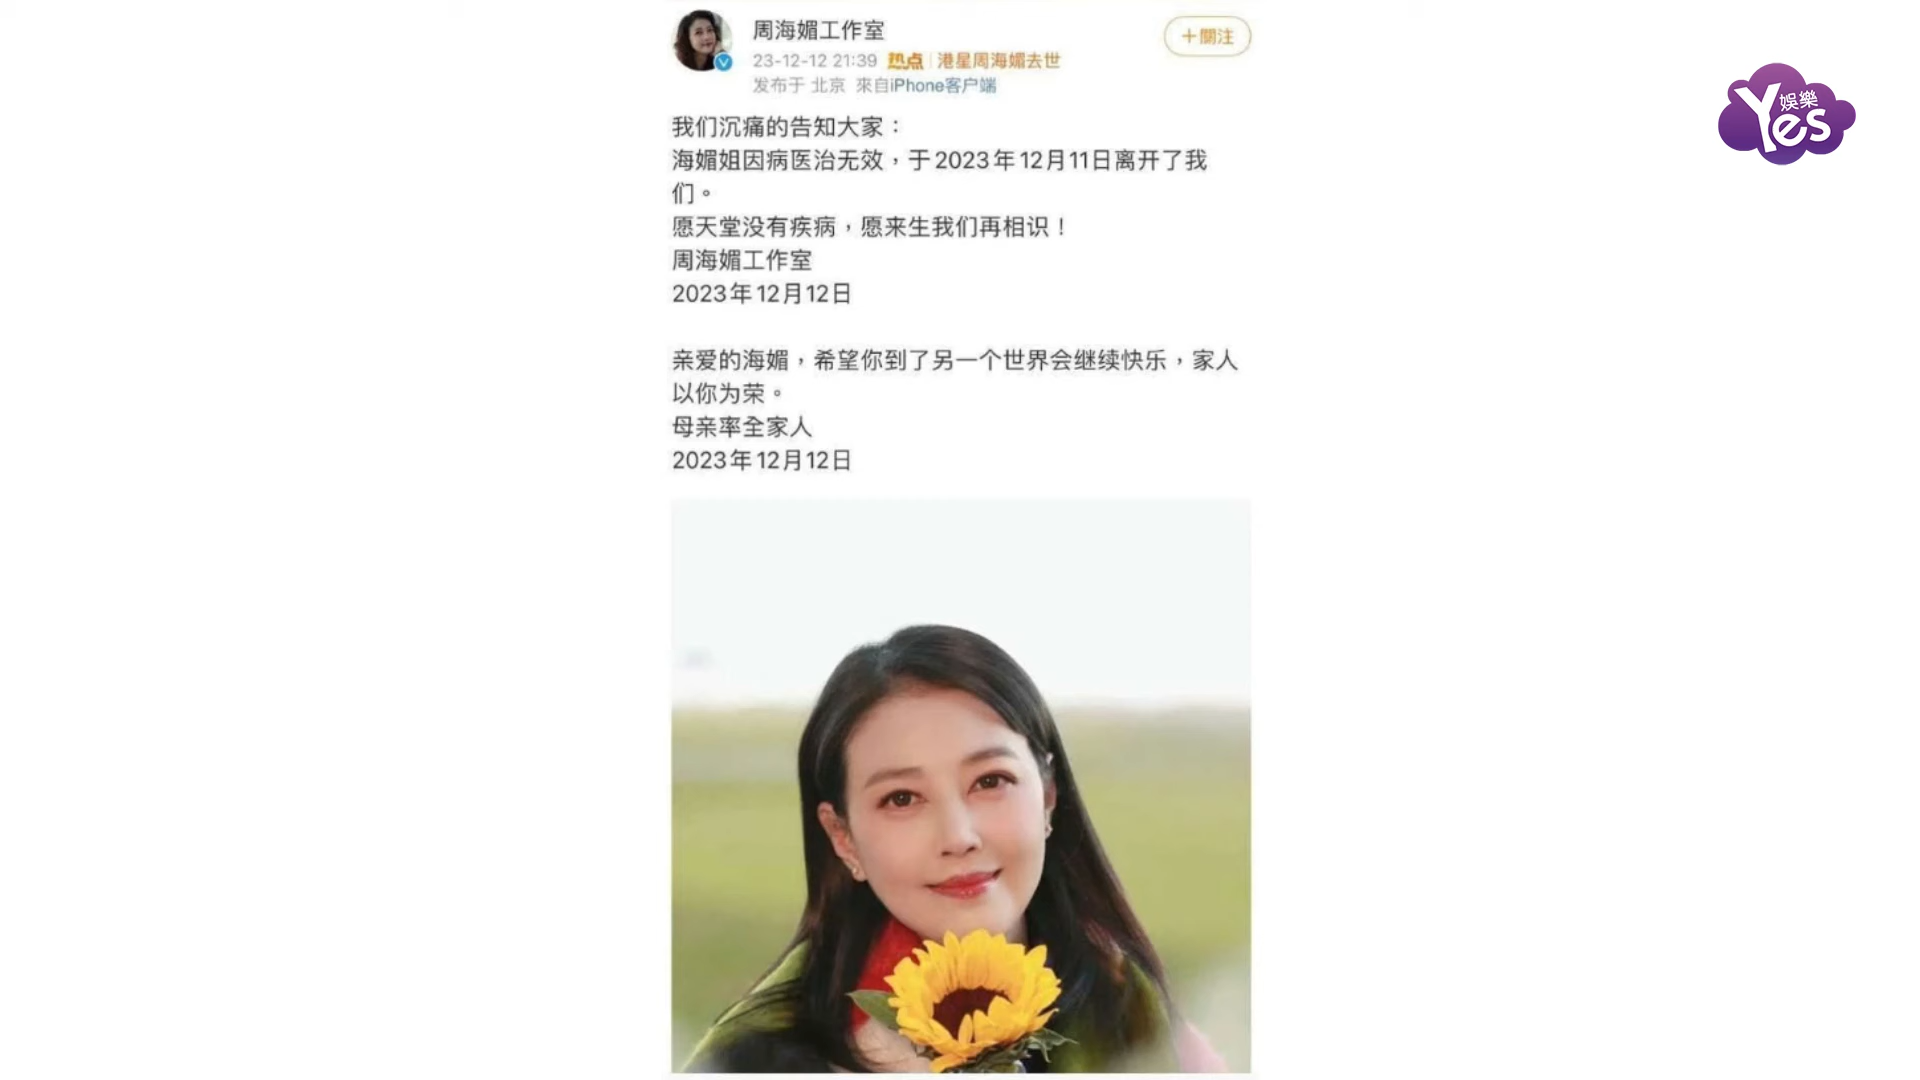 周海媚工作室
23-12-12 21:39 热点 | 港星周海媚去世
发布于 北京 來自iPhone客户端
＋關注
娛樂
Yes
我们沉痛的告知大家：
海媚姐因病医治无效，于2023年12月11日离开了我
们。
愿天堂没有疾病，愿来生我们再相识！
周海媚工作室
2023年12月12日
亲爱的海媚，希望你到了另一个世界会继续快乐，家人
以你为荣。
母亲率全家人
2023年12月12日